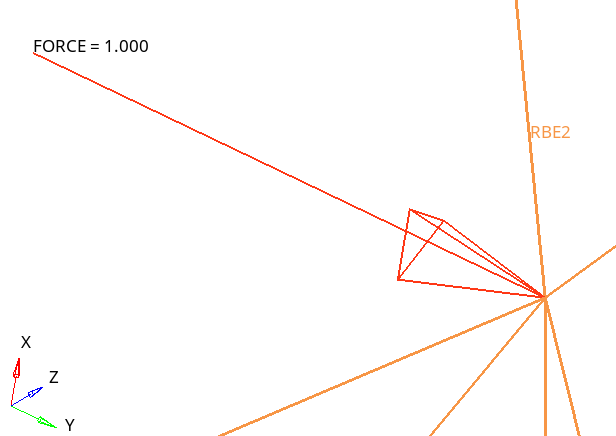 FORCE = 1.000
RBE2
X
Z
Y